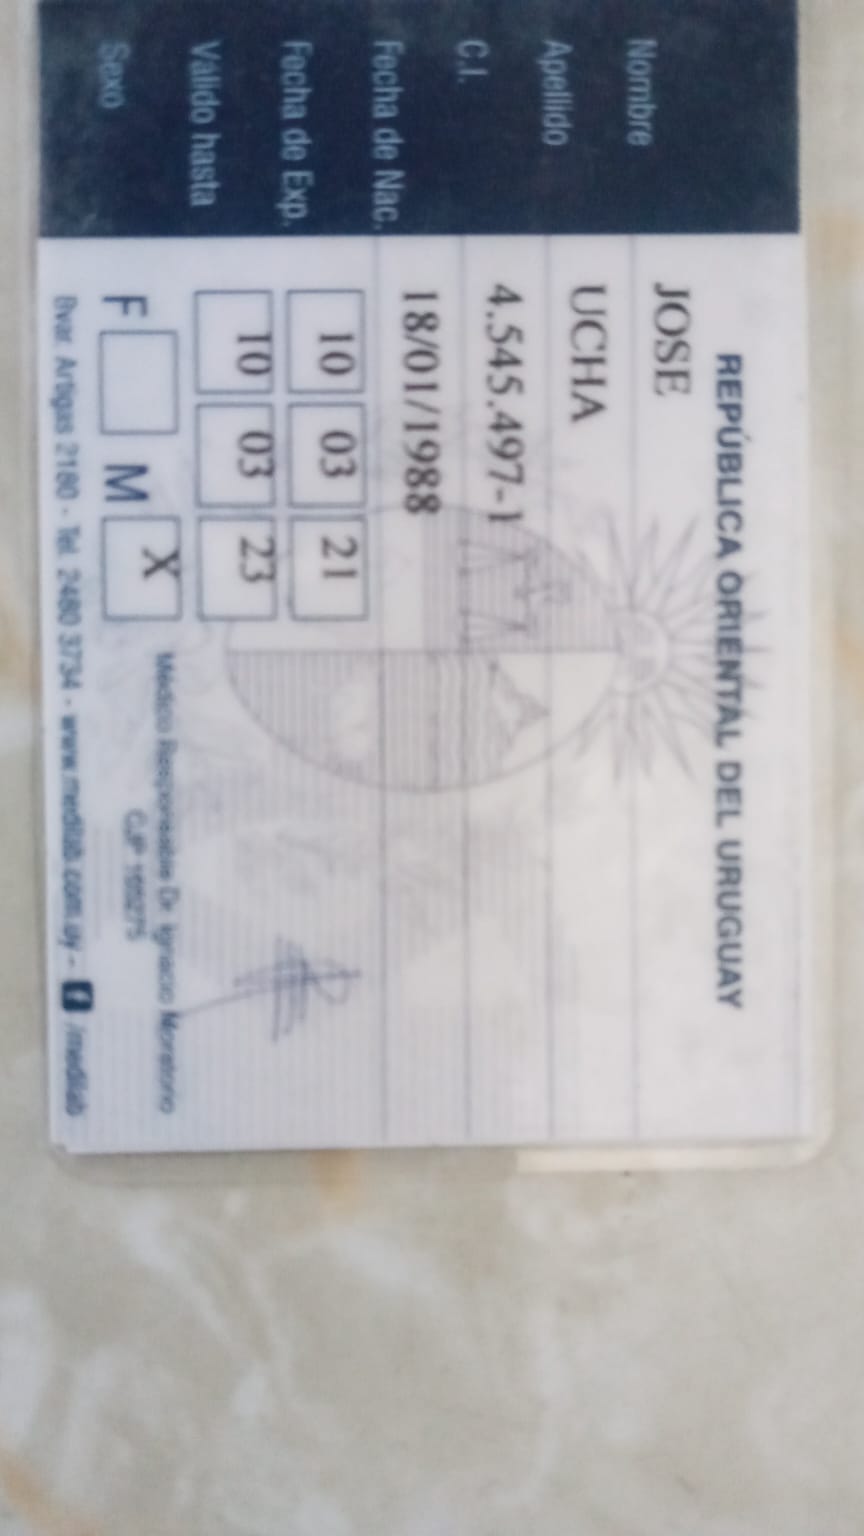 REPÚBLICA ORIENTAL DEL URUGUAY
Nombre JOSE
Apellido UCHA
C.I. 4.545.497-1
Fecha de Nac. 18/01/1988
Fecha de Exp. 10 03 21
Valido hasta 10 03 23
Sexo F M X
Médico Responsable Dr. Ignacio Moratorio
CJP
Bvar. Artigas 2180 - Tel. 2480 3734 - www.medilab.com.uy - f /medilab